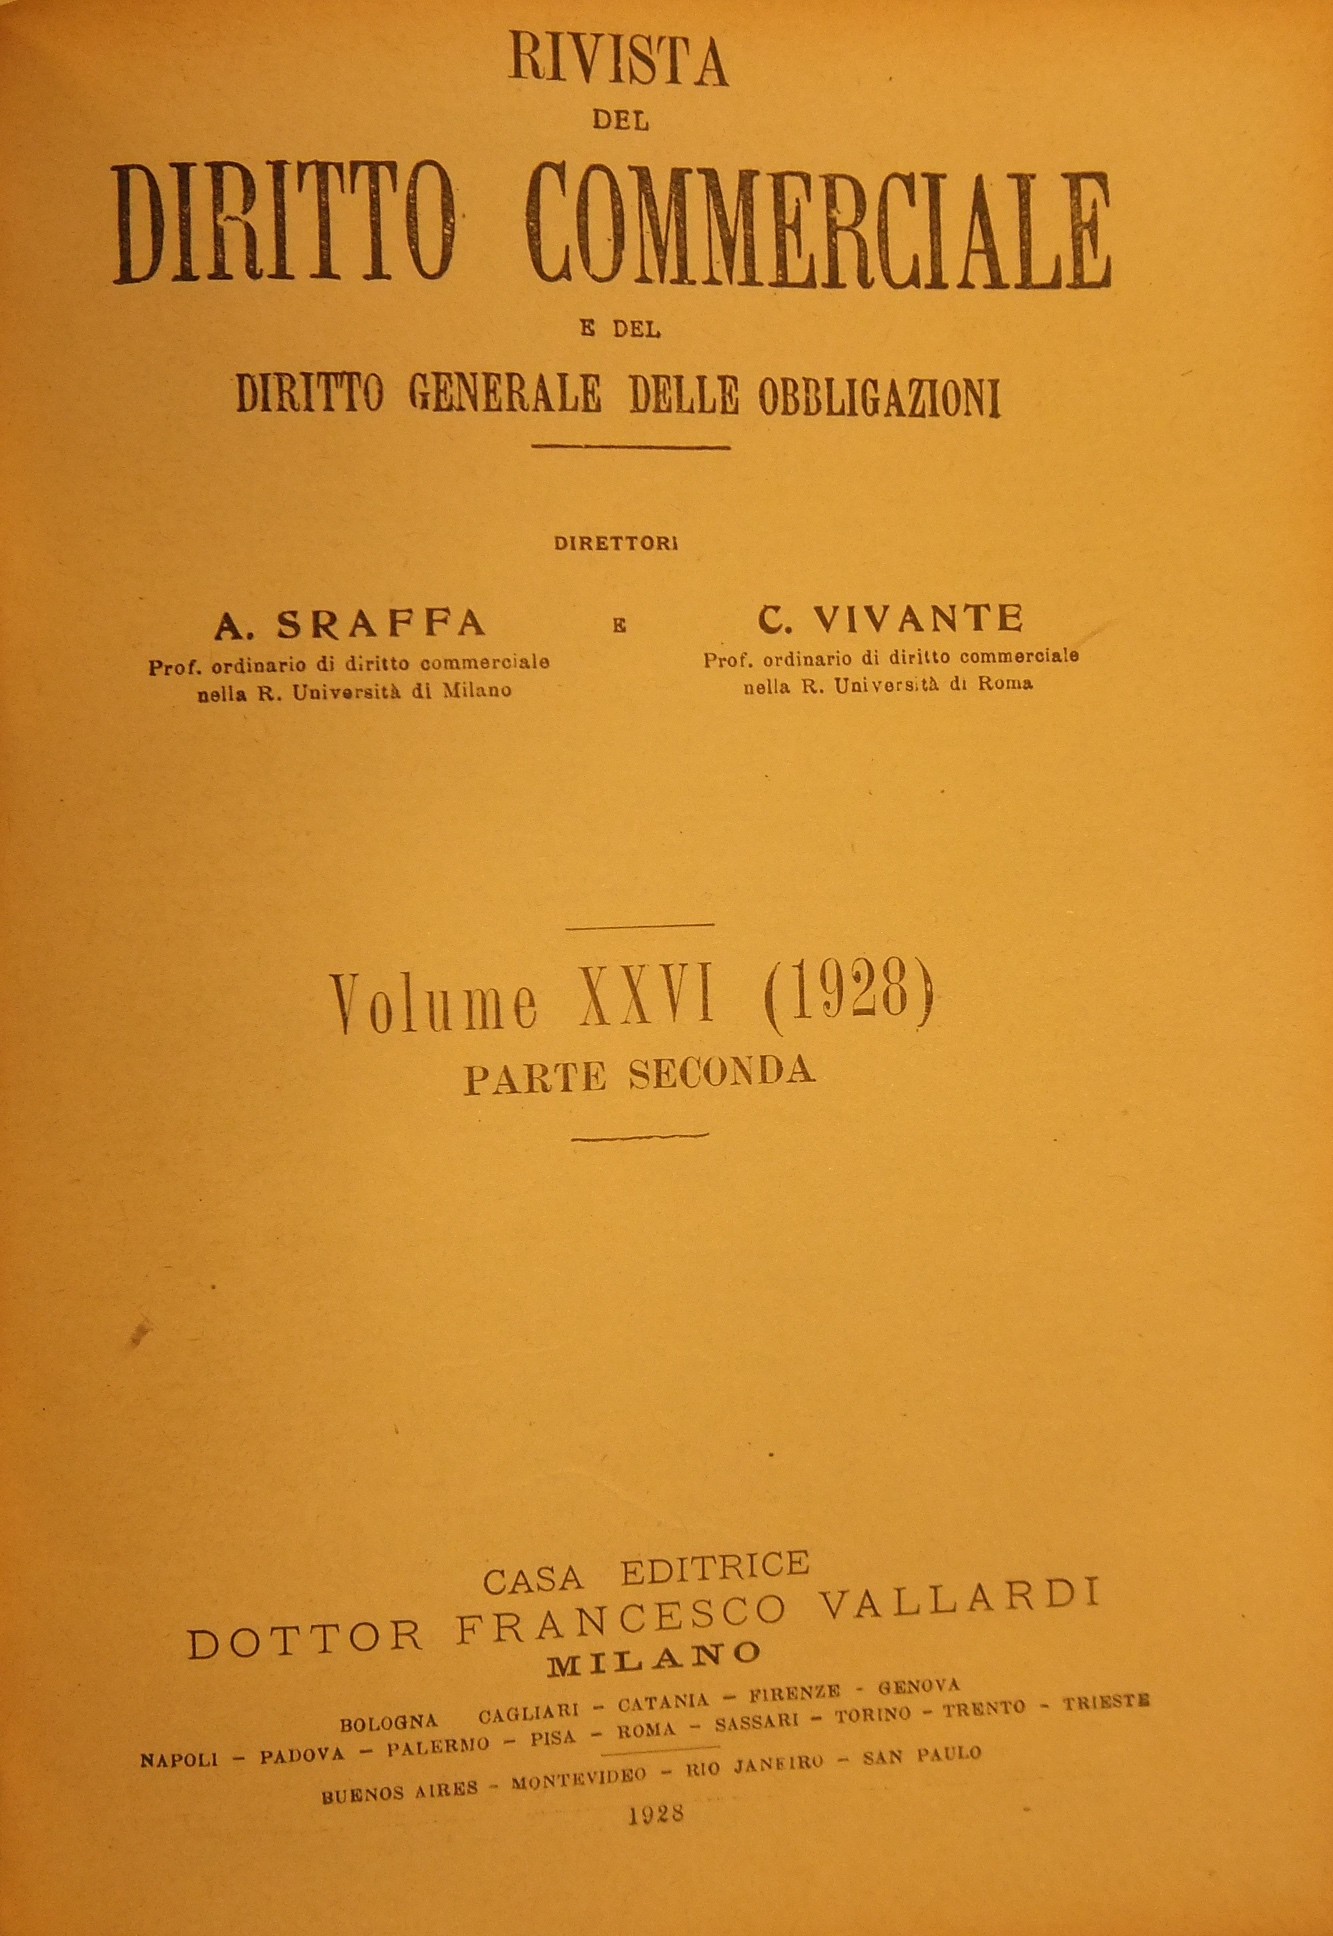 RIVISTA
DEL
DIRITTO COMMERCIALE
E DEL
DIRITTO GENERALE DELLE OBBLIGAZIONI
DIRETTORI
A. SRAFFA E C. VIVANTE
Prof. ordinario di diritto commerciale
nella R. Università di Milano
Prof. ordinario di diritto commerciale
nella R. Università di Roma
Volume XXVI (1928)
PARTE SECONDA
CASA EDITRICE
DOTTOR FRANCESCO VALLARDI
MILANO
BOLOGNA CAGLIARI - CATANIA - FIRENZE - GENOVA
NAPOLI - PADOVA - PALERMO - PISA - ROMA - SASSARI - TORINO - TRENTO - TRIESTE
BUENOS AIRES - MONTEVIDEO - RIO JANEIRO - SAN PAULO
1928